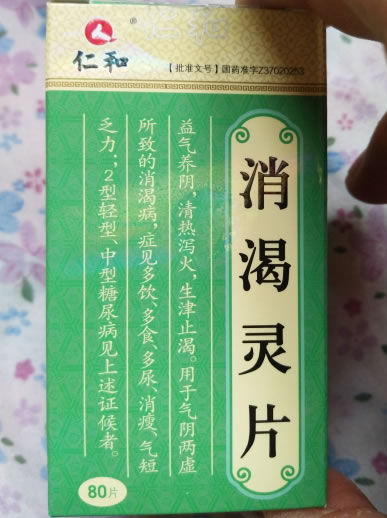 仁和
®
【批准文号】国药准字Z37020253
消渴灵片
益气养阴，清热泻火，生津止渴。用于气阴两虚
所致的消渴病，症见多饮、多食、多尿、消瘦、气短
乏力；2型轻型、中型糖尿病见上述证候者。
80片